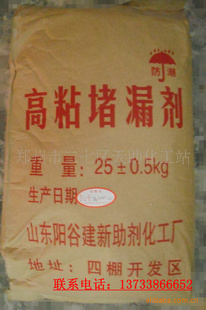 防潮
高粘堵漏剂
重量：25±0.5kg
生产日期
山东阳谷建新助剂化工厂
地址：四棚开发区
联系电话：13733866652